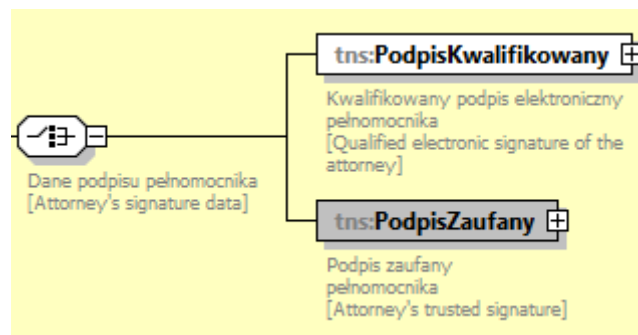 tns:PodpisKwalifikowany
Kwalifikowany podpis elektroniczny
pełnomocnika
[Qualified electronic signature of the
attorney]
Dane podpisu pełnomocnika
[Attorney's signature data]
tns:PodpisZaufany
Podpis zaufany
pełnomocnika
[Attorney's trusted signature]